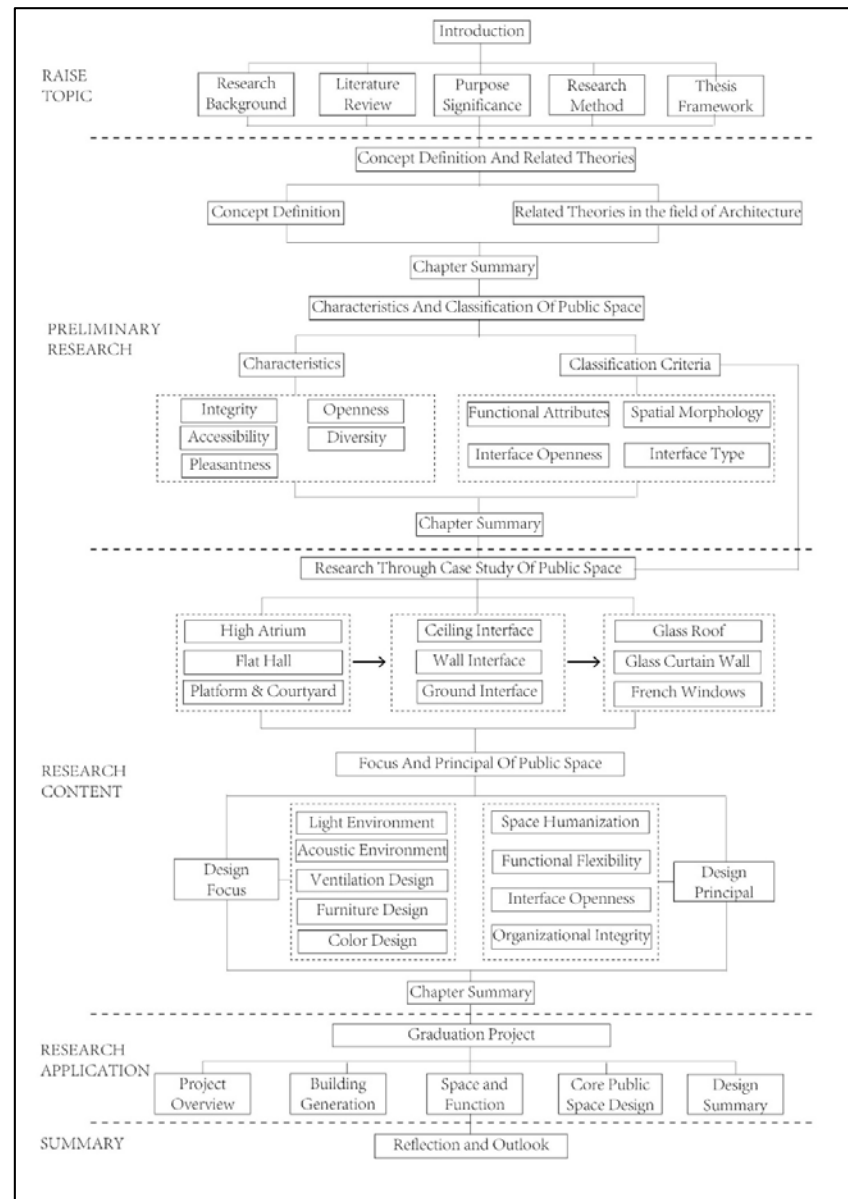 Introduction
RAISE
TOPIC
Research
Background
Literature
Review
Purpose
Significance
Research
Method
Thesis
Framework
Concept Definition And Related Theories
Concept Definition
Related Theories in the field of Architecture
Chapter Summary
Characteristics And Classification Of Public Space
PRELIMINARY
RESEARCH
Characteristics
Classification Criteria
Integrity
Openness
Accessibility
Diversity
Pleasantness
Functional Attributes
Spatial Morphology
Interface Openness
Interface Type
Chapter Summary
Research Through Case Study Of Public Space
High Atrium
Flat Hall
Platform & Courtyard
Ceiling Interface
Wall Interface
Ground Interface
Glass Roof
Glass Curtain Wall
French Windows
RESEARCH
CONTENT
Focus And Principal Of Public Space
Design
Focus
Light Environment
Acoustic Environment
Ventilation Design
Furniture Design
Color Design
Space Humanization
Functional Flexibility
Interface Openness
Organizational Integrity
Design
Principal
Chapter Summary
Graduation Project
RESEARCH
APPLICATION
Project
Overview
Building
Generation
Space and
Function
Core Public
Space Design
Design
Summary
SUMMARY
Reflection and Outlook